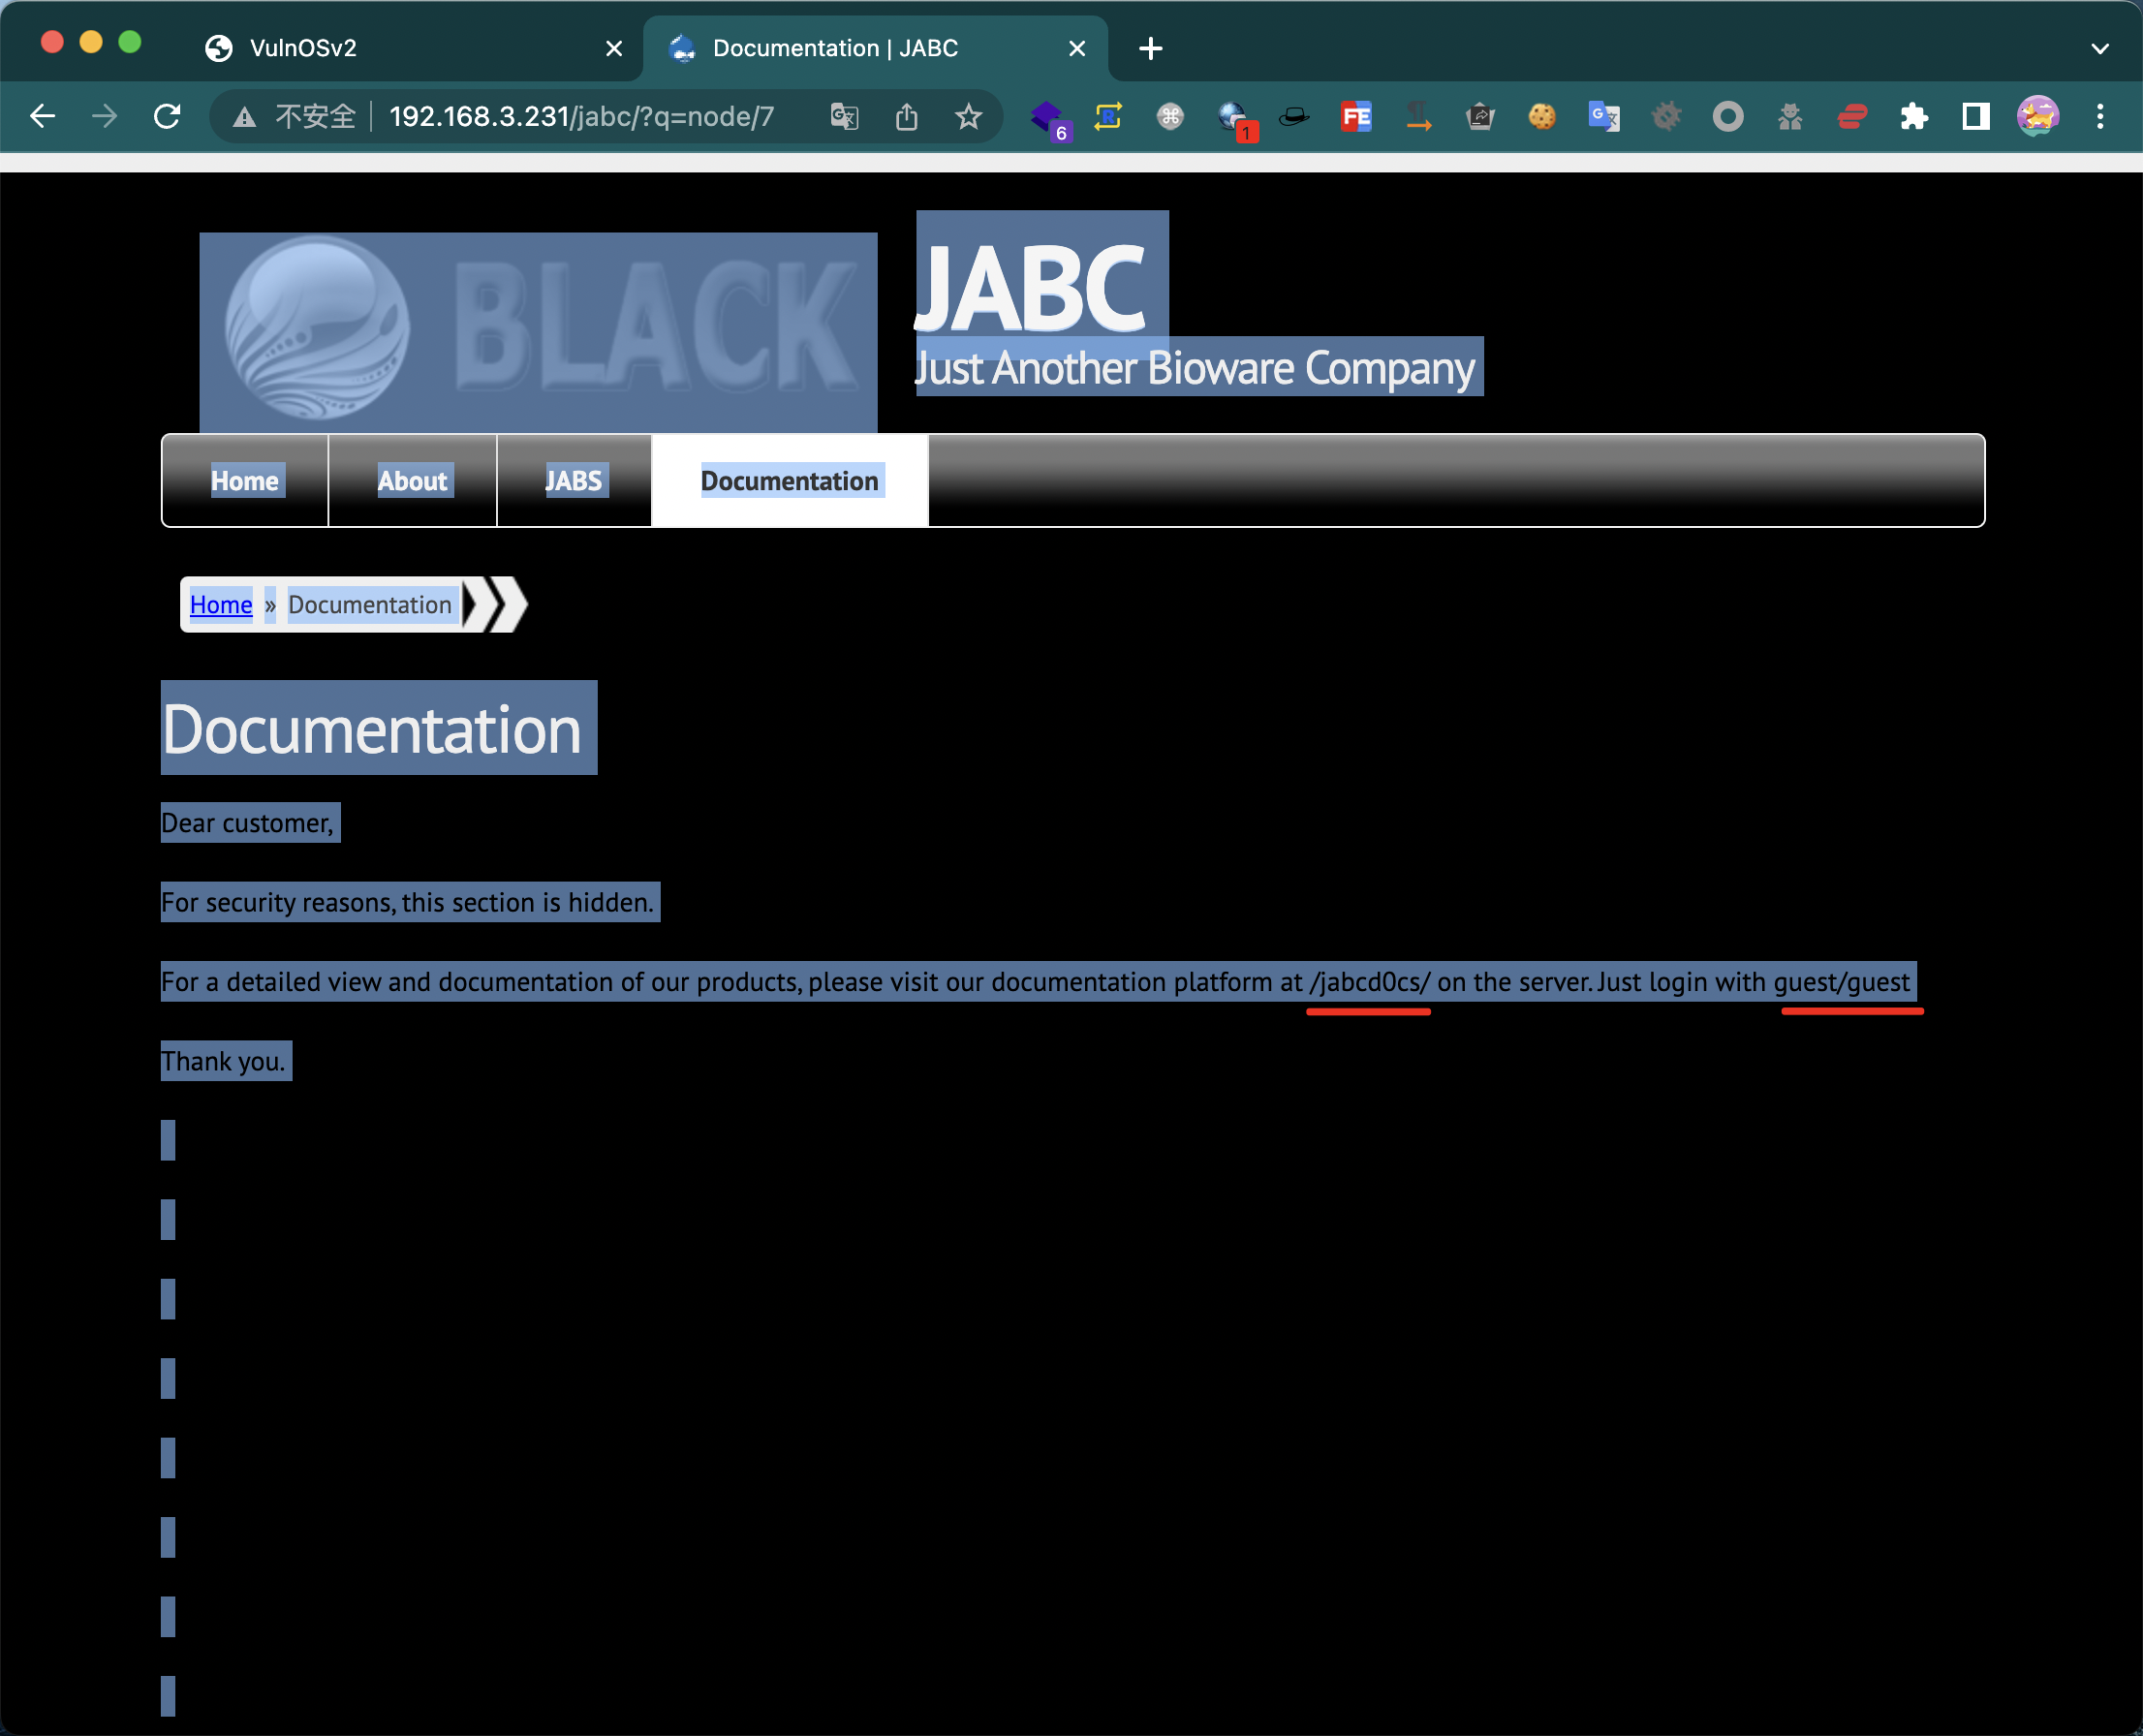 VulnOSv2
Documentation | JABC
不安全 192.168.3.231/jabc/?q=node/7
6
1
FE
BLACK
JABC
Just Another Bioware Company
Home About JABS Documentation
Home » Documentation
Documentation
Dear customer,
For security reasons, this section is hidden.
For a detailed view and documentation of our products, please visit our documentation platform at /jabcd0cs/ on the server. Just login with guest/guest
Thank you.